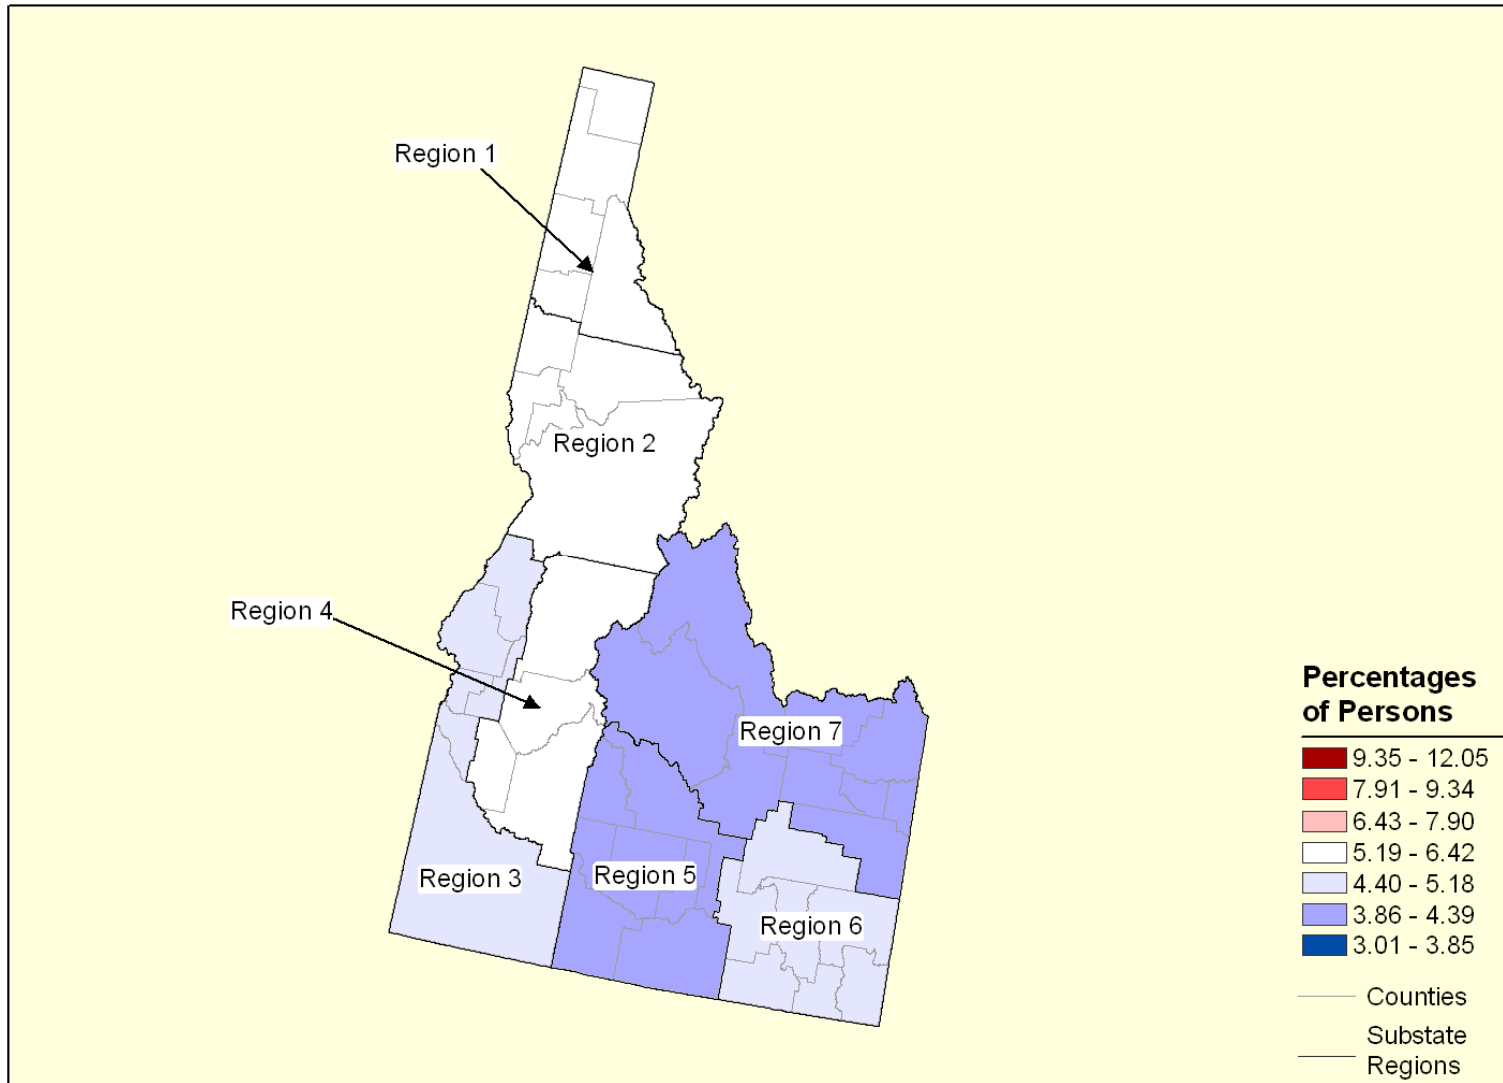 Region 1
Region 2
Region 4
Region 7
Region 3
Region 5
Region 6
Percentages
of Persons
9.35 - 12.05
7.91 - 9.34
6.43 - 7.90
5.19 - 6.42
4.40 - 5.18
3.86 - 4.39
3.01 - 3.85
Counties
Substate
Regions